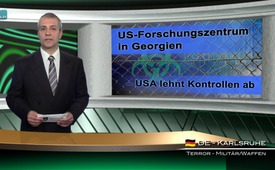 US-Forschungszentrum
in Georgien
USA lehnt Kontrollen ab
DE - Karlsruhe
Terror - Militär/Waffen